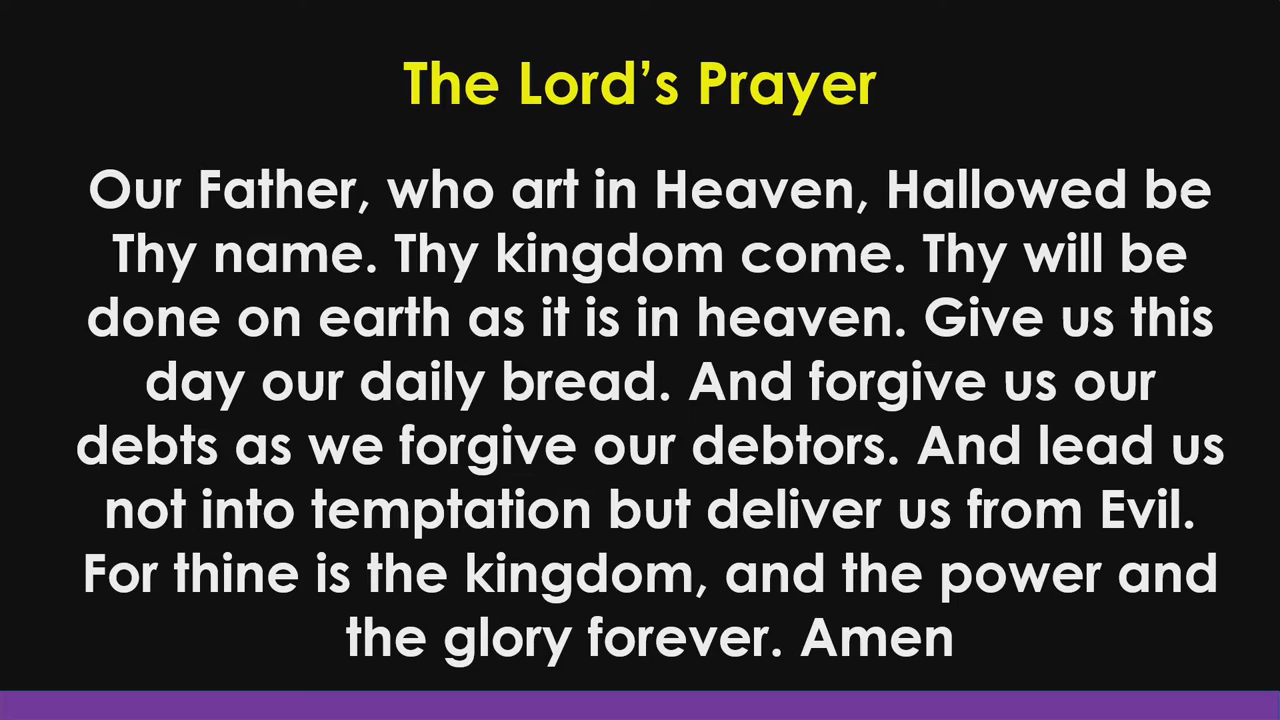 The Lord’s Prayer
Our Father, who art in Heaven, Hallowed be
Thy name. Thy kingdom come. Thy will be
done on earth as it is in heaven. Give us this
day our daily bread. And forgive us our
debts as we forgive our debtors. And lead us
not into temptation but deliver us from Evil.
For thine is the kingdom, and the power and
the glory forever. Amen